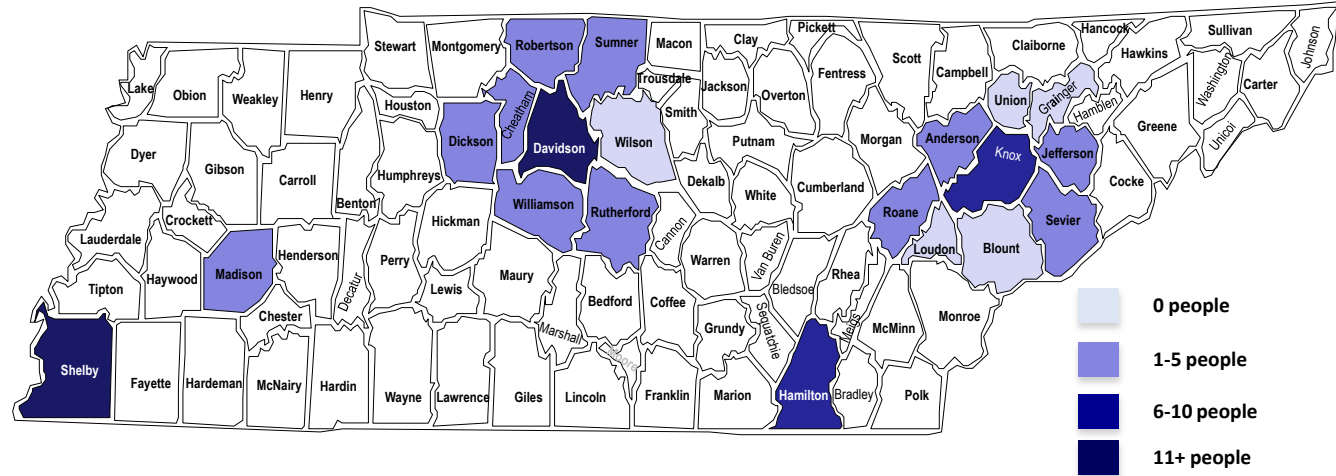 Stewart
Montgomery
Robertson
Sumner
Macon
Clay
Pickett
Scott
Campbell
Claiborne
Hancock
Hawkins
Sullivan
Johnson
Lake
Obion
Weakley
Henry
Houston
Cheatham
Trousdale
Smith
Jackson
Overton
Fentress
Union
Grainger
Hamblen
Washington
Carter
Unicoi
Greene
Dyer
Gibson
Carroll
Benton
Humphreys
Dickson
Davidson
Wilson
Putnam
Morgan
Anderson
Knox
Jefferson
Cocke
Crockett
Lauderdale
Haywood
Madison
Henderson
Decatur
Perry
Hickman
Williamson
Rutherford
Cannon
Dekalb
White
Cumberland
Roane
Loudon
Blount
Sevier
Tipton
Chester
Lewis
Maury
Marshall
Bedford
Coffee
Warren
Van Buren
Bledsoe
Rhea
Meigs
McMinn
Monroe
Shelby
Fayette
Hardeman
McNairy
Hardin
Wayne
Lawrence
Giles
Lincoln
Moore
Franklin
Grundy
Marion
Sequatchie
Hamilton
Bradley
Polk
0 people
1-5 people
6-10 people
11+ people